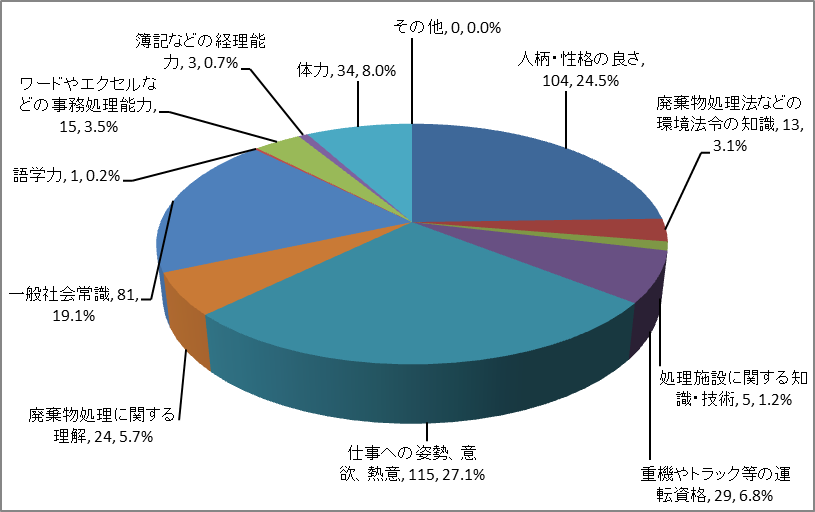 その他, 0, 0.0%
人柄・性格の良さ,
104, 24.5%
廃棄物処理法などの
環境法令の知識, 13,
3.1%
処理施設に関する知
識・技術, 5, 1.2%
重機やトラック等の運
転資格, 29, 6.8%
仕事への姿勢、意
欲、熱意, 115, 27.1%
廃棄物処理に関する
理解, 24, 5.7%
一般社会常識, 81,
19.1%
語学力, 1, 0.2%
ワードやエクセルな
どの事務処理能力,
15, 3.5%
簿記などの経理能
力, 3, 0.7%
体力, 34, 8.0%